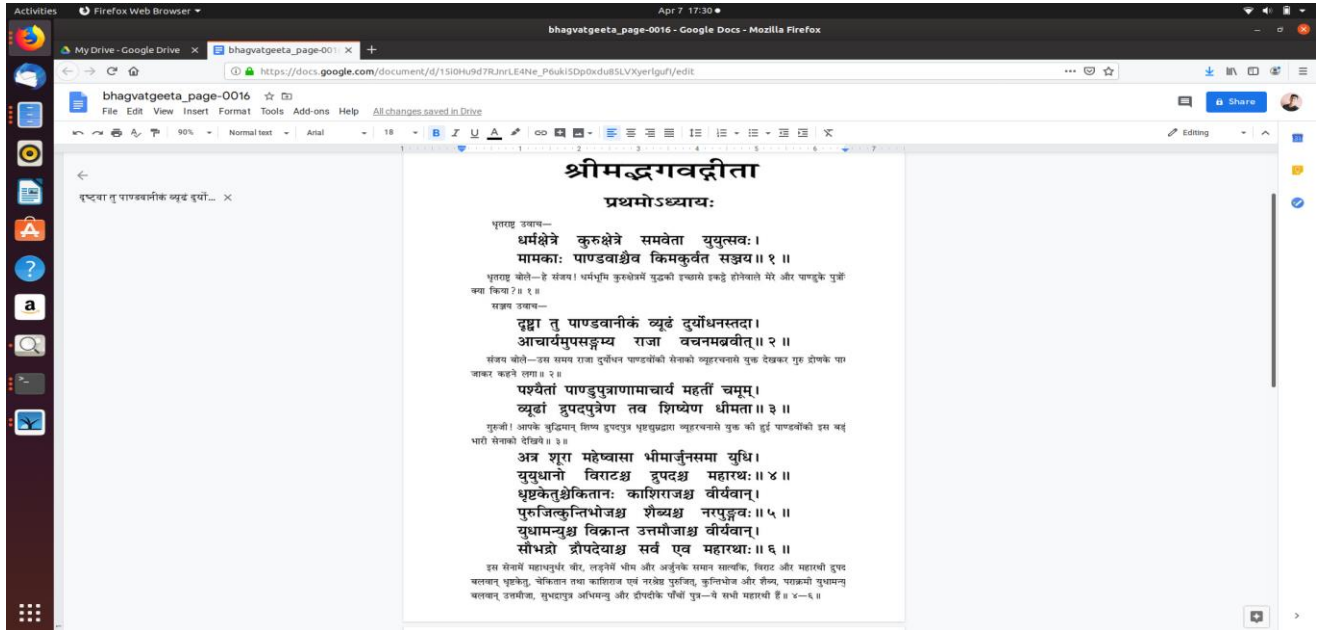 Activities Firefox Web Browser Apr 7 17:30
bhagvatgeeta_page-0016 - Google Docs - Mozilla Firefox
My Drive - Google Drive bhagvatgeeta_page-001
https://docs.google.com/document/d/
/edit
bhagvatgeeta_page-0016
File Edit View Insert Format Tools Add-ons Help All changes saved in Drive
Share
90% Normal text Arial 18 B I U A Editing
1 1 2 3 4 5 6 7
श्रीमद्भगवद्गीता
दृष्ट्वा तु पाण्डवानीकं व्यूढं दुर्यो...
प्रथमोऽध्यायः
धृतराष्ट्र उवाच—
धर्मक्षेत्रे कुरुक्षेत्रे समवेता युयुत्सवः।
मामकाः पाण्डवाश्चैव किमकुर्वत सञ्जय॥ १ ॥
धृतराष्ट्र बोले—हे संजय! धर्मभूमि कुरुक्षेत्रमें युद्धकी इच्छासे इकट्ठे होनेवाले मेरे और पाण्डुके
क्या किया?॥ १॥
सञ्जय उवाच—
दृष्ट्वा तु पाण्डवानीकं व्यूढं दुर्योधनस्तदा।
आचार्यमुपसङ्गम्य राजा वचनमब्रवीत्॥ २ ॥
संजय बोले—उस समय राजा दुर्योधन पाण्डवोंकी सेनाको व्यूहरचनासे युक्त देखकर गुरु द्रोणके
जाकर कहने लगा॥ २॥
पश्यैतां पाण्डुपुत्राणामाचार्य महतीं चमूम्।
व्यूढां द्रुपदपुत्रेण तव शिष्येण धीमता॥ ३ ॥
गुरुजी! आपके बुद्धिमान् शिष्य द्रुपदपुत्र धृष्टद्युम्नद्वारा व्यूहरचनासे युक्त की हुई पाण्डवोंकी इस
भारी सेनाको देखिये॥ ३॥
अत्र शूरा महेष्वासा भीमार्जुनसमा युधि।
युयुधानो विराटश्च द्रुपदश्च महारथः॥ ४ ॥
धृष्टकेतुश्चेकितानः काशिराजश्च वीर्यवान्।
पुरुजित्कुन्तिभोजश्च शैब्यश्च नरपुङ्गवः॥ ५ ॥
युधामन्युश्च विक्रान्त उत्तमौजाश्च वीर्यवान्।
सौभद्रो द्रौपदेयाश्च सर्व एव महारथाः॥ ६ ॥
इस सेनामें महाधनुर्धर वीर, लड़नेमें भीम और अर्जुनके समान सात्यकि, विराट और महारथी द्रुपद
बलवान् धृष्टकेतु, चेकितान तथा काशिराज एवं नरश्रेष्ठ पुरुजित्, कुन्तिभोज और शैब्य, पराक्रमी युधामन्यु
बलवान् उत्तमौजा, सुभद्रापुत्र अभिमन्यु और द्रौपदीके पाँचों पुत्र—ये सभी महारथी हैं॥ ४—६॥